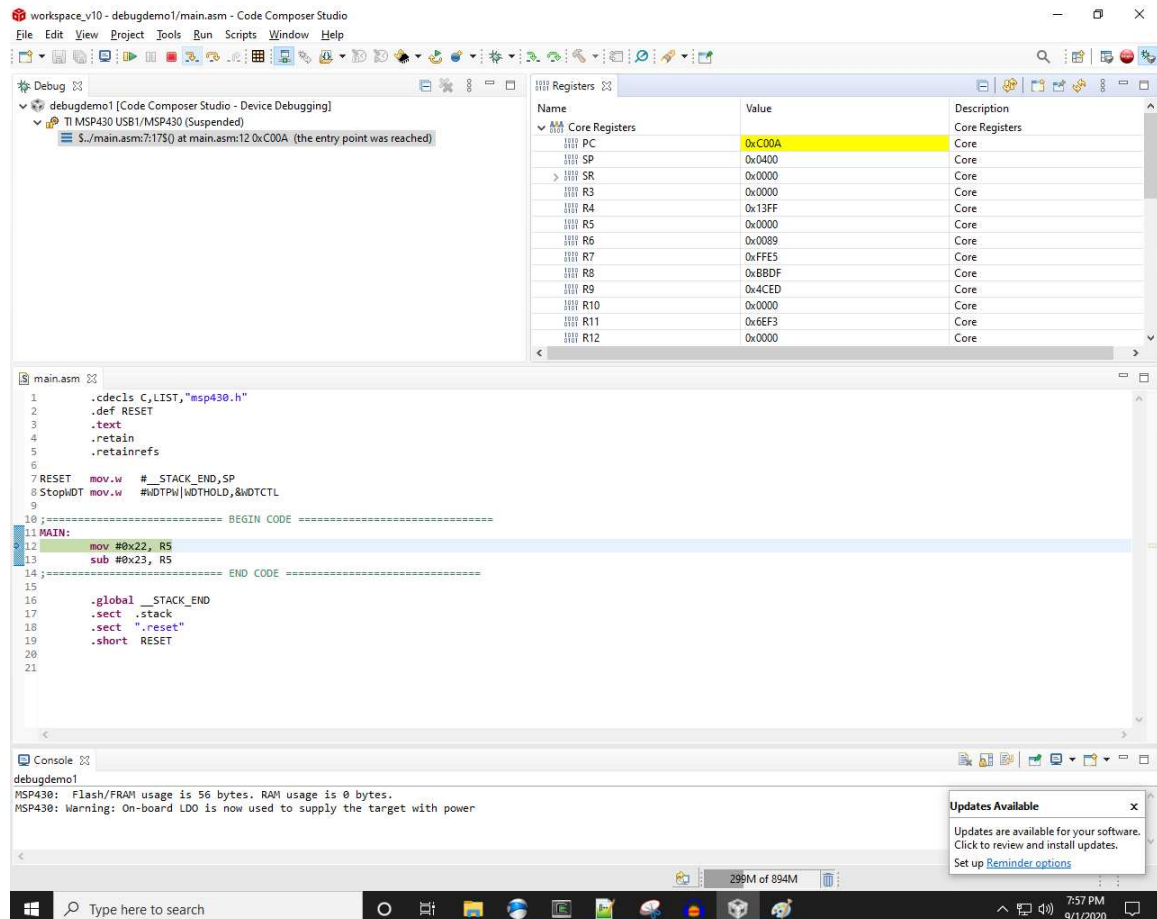 workspace_v10 - debugdemo1/main.asm - Code Composer Studio
File Edit View Project Tools Run Scripts Window Help
Debug
debugdemo1 [Code Composer Studio - Device Debugging]
TI MSP430 USB1/MSP430 (Suspended)
$../main.asm:7:17$() at main.asm:12 0xC00A (the entry point was reached)
Registers
Name Value Description
Core Registers Core Registers
PC 0xC00A Core
SP 0x0400 Core
SR 0x0000 Core
R3 0x0000 Core
R4 0x13FF Core
R5 0x0000 Core
R6 0x0089 Core
R7 0xFFE5 Core
R8 0xBBDF Core
R9 0x4CED Core
R10 0x0000 Core
R11 0x6EF3 Core
R12 0x0000 Core
main.asm
1 .cdecls C,LIST,"msp430.h"
2 .def RESET
3 .text
4 .retain
5 .retainrefs
6
7 RESET mov.w #__STACK_END,SP
8 StopWDT mov.w #WDTPW|WDTHOLD,&WDTCTL
9
10 ;============================ BEGIN CODE ===============================
11 MAIN:
12 mov #0x22, R5
13 sub #0x23, R5
14 ;============================ END CODE ===============================
15
16 .global __STACK_END
17 .sect .stack
18 .sect ".reset"
19 .short RESET
20
21
Console
debugdemo1
MSP430: Flash/FRAM usage is 56 bytes. RAM usage is 0 bytes.
MSP430: Warning: On-board LDO is now used to supply the target with power
Updates Available x
Updates are available for your software.
Click to review and install updates.
Set up Reminder options
299M of 894M
Type here to search
7:57 PM
9/1/2020